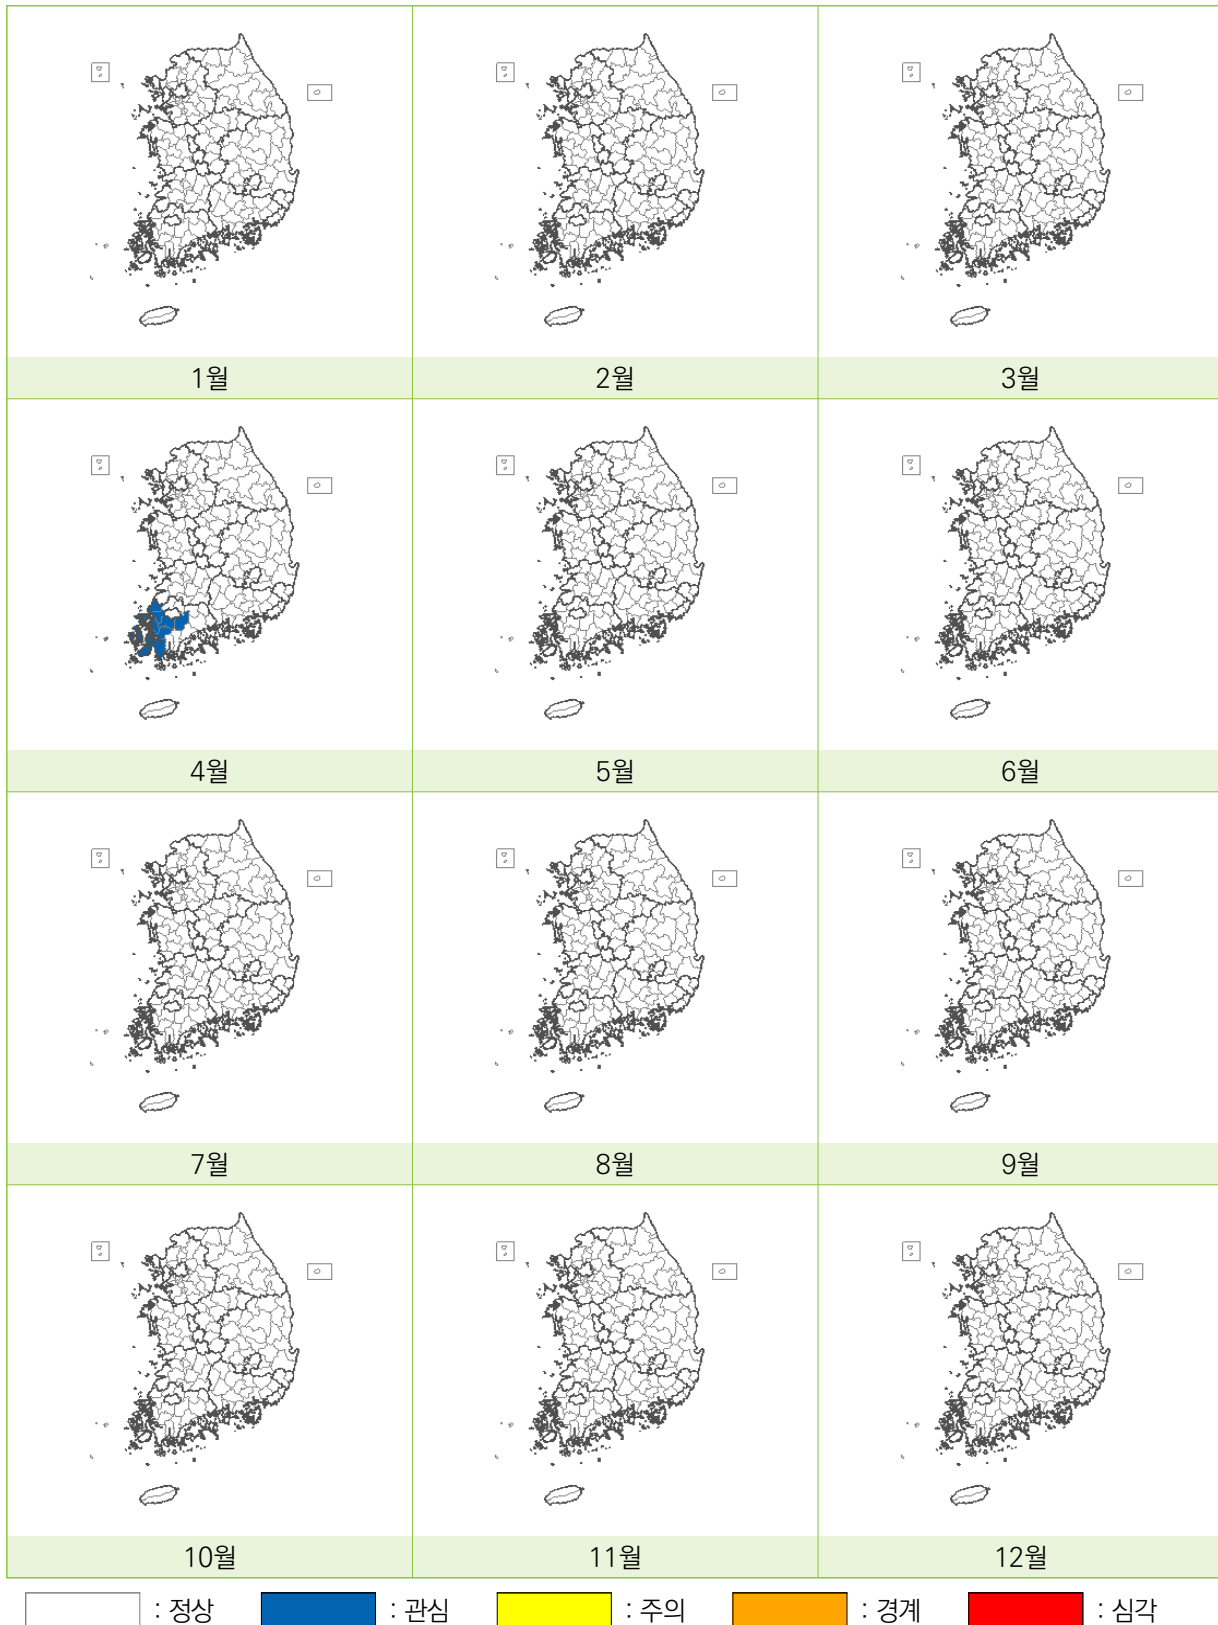 1월 2월 3월
4월 5월 6월
7월 8월 9월
10월 11월 12월
: 정상 : 관심 : 주의 : 경계 : 심각